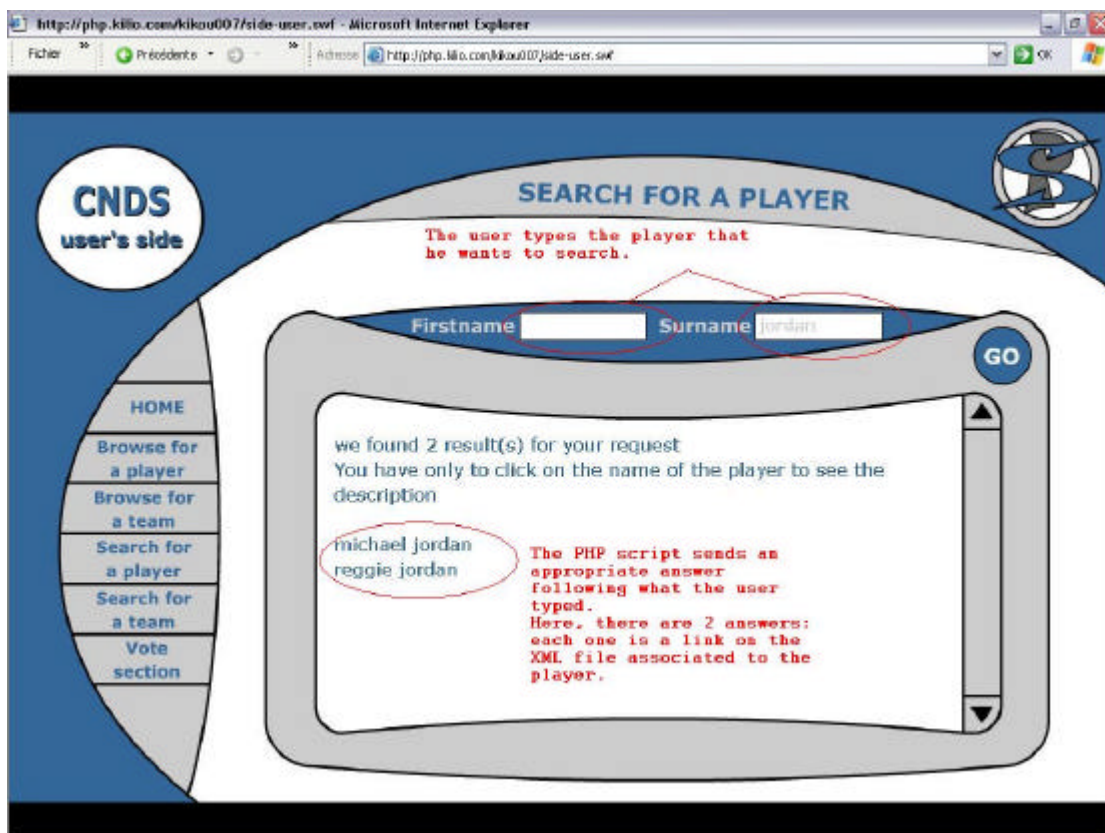 http://php.kilio.com/kikou007/side-user.swf - Microsoft Internet Explorer
Fichier » Précédente » Adresse http://php.kilio.com/kikou007/side-user.swf OK
CNDS
user's side
SEARCH FOR A PLAYER
The user types the player that
he wants to search.
Firstname Surname jordan
GO
HOME
Browse for
a player
Browse for
a team
Search for
a player
Search for
a team
Vote
section
we found 2 result(s) for your request
You have only to click on the name of the player to see the
description
michael jordan
reggie jordan
The PHP script sends an
appropriate answer
following what the user
typed.
Here, there are 2 answers:
each one is a link on the
XML file associated to the
player.